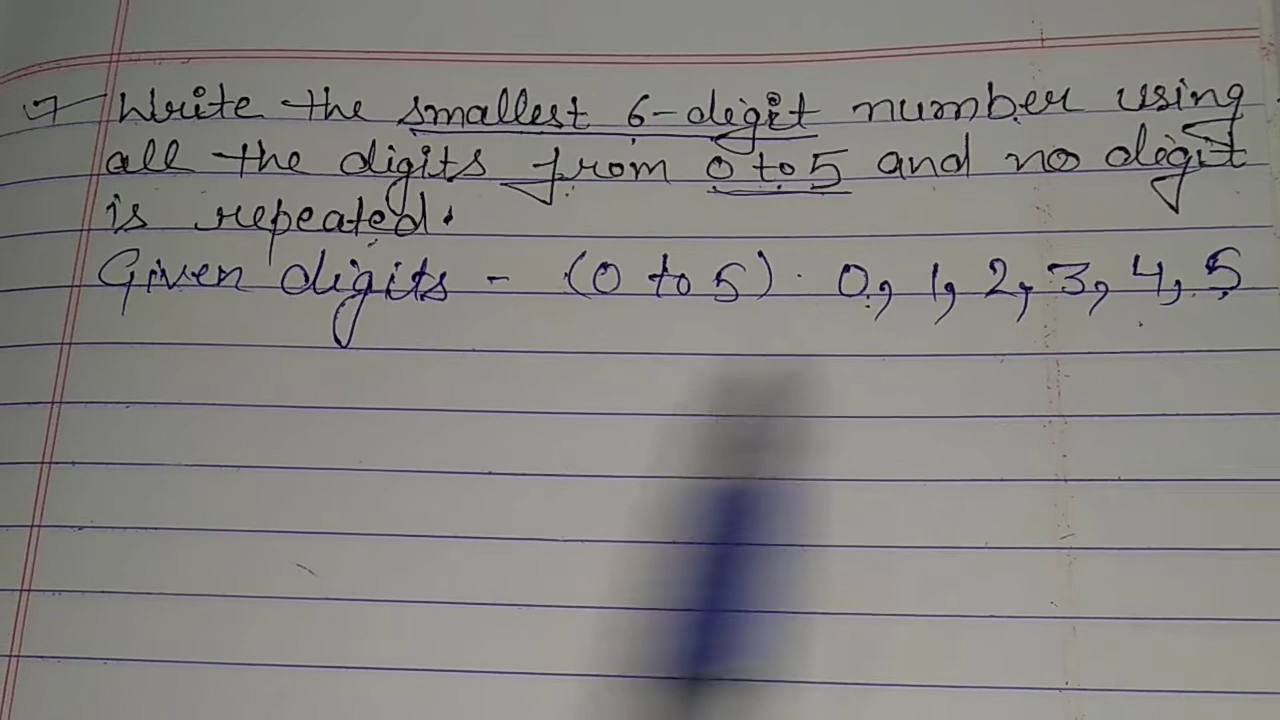 7 Write the smallest 6-digit number using
all the digits from 0 to 5 and no digit
is repeated.
Given digits - (0 to 5). 0, 1, 2, 3, 4, 5